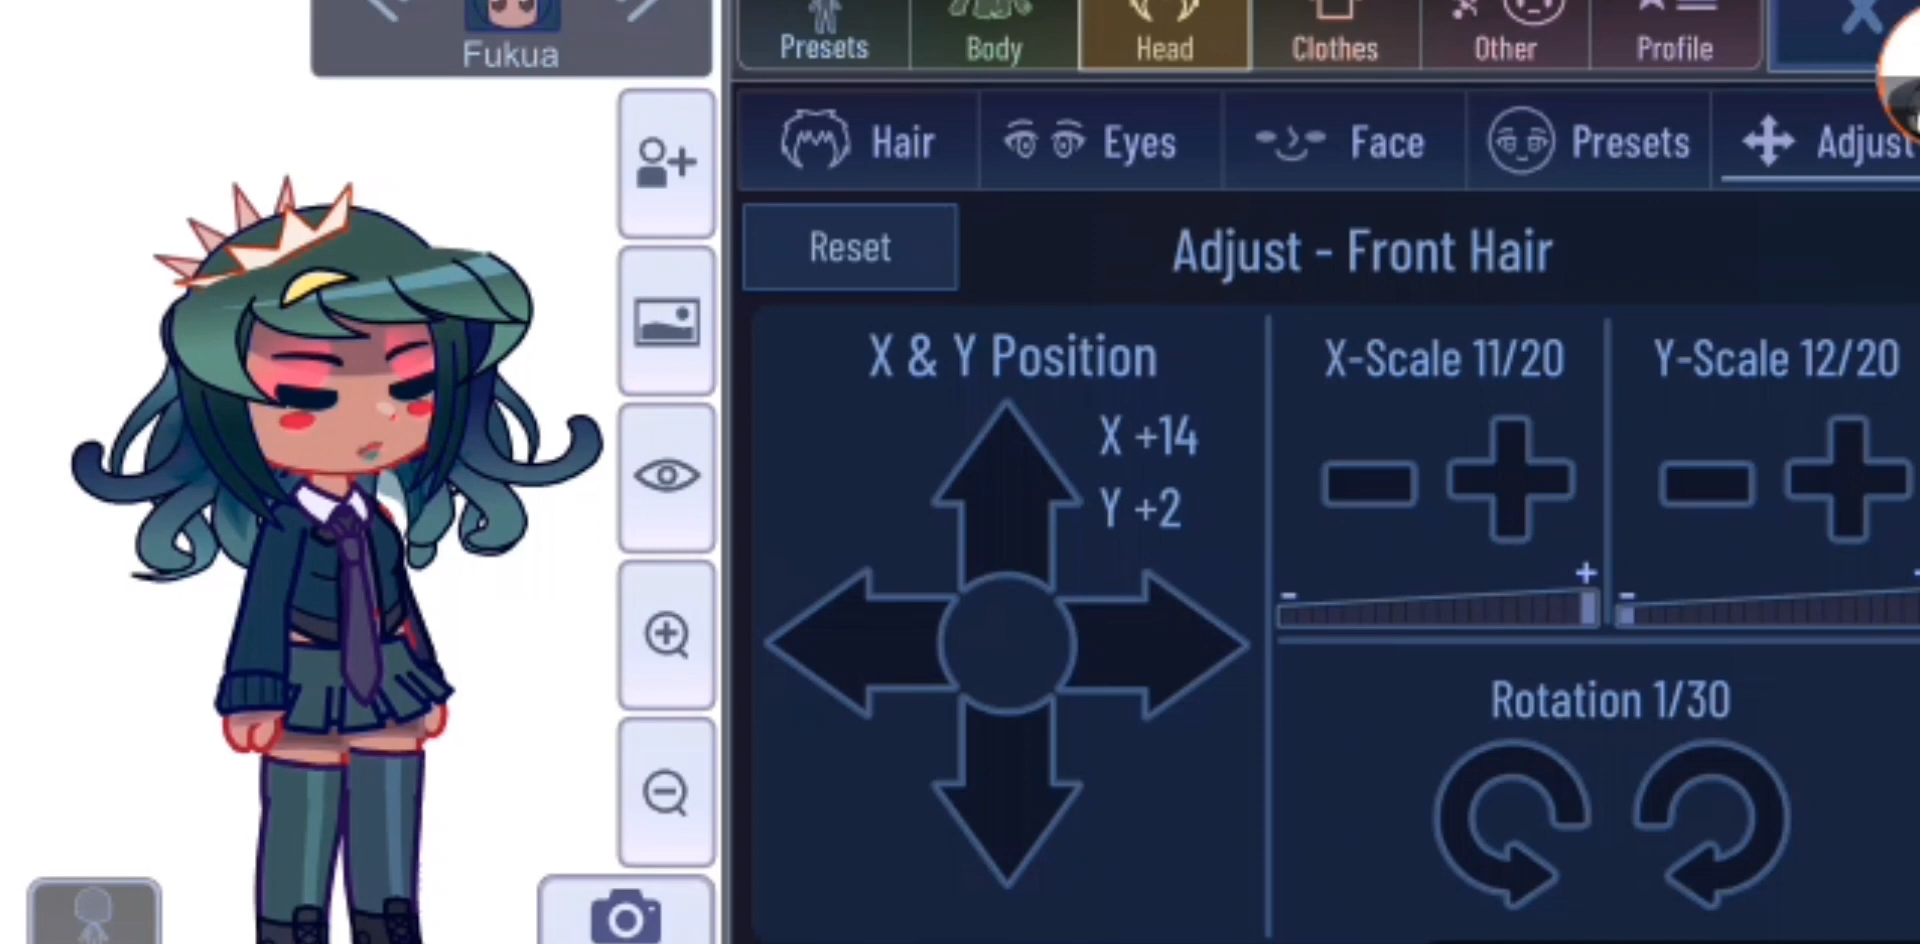 Fukua
Presets
Body
Head
Clothes
Other
Profile
X
Hair
Eyes
Face
Presets
Adjust
Reset
Adjust - Front Hair
X & Y Position
X +14
Y +2
X-Scale 11/20
Y-Scale 12/20
- +
-
Rotation 1/30